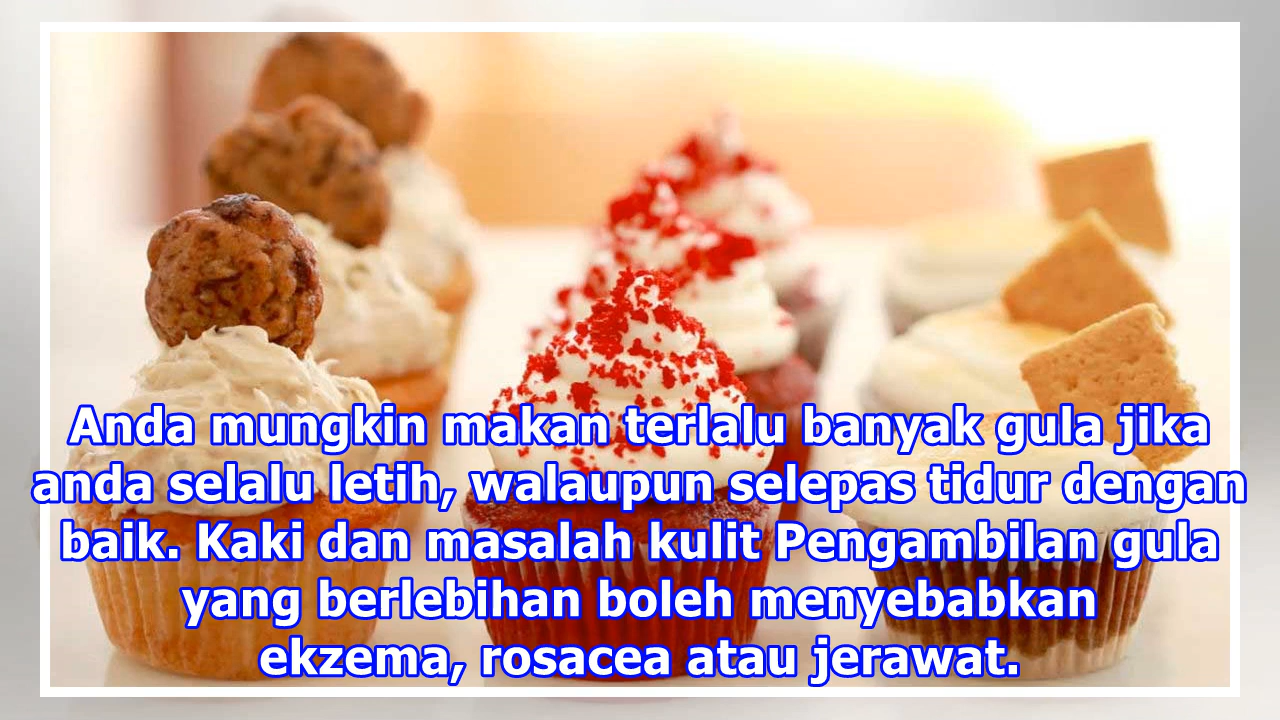 Anda mungkin makan terlalu banyak gula jika
anda selalu letih, walaupun selepas tidur dengan
baik. Kaki dan masalah kulit Pengambilan gula
yang berlebihan boleh menyebabkan
ekzema, rosacea atau jerawat.